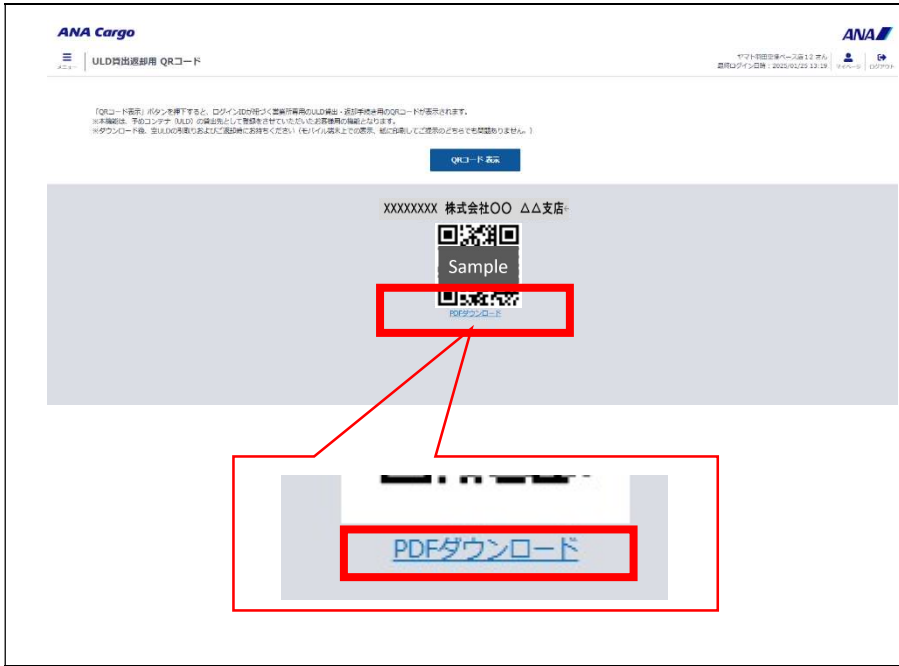 ANA Cargo
ANA
メニュー
ULD貸出返却用 QRコード
ヤマト羽田空港ベース店12 さん
最終ログイン日時：2025/01/25 13:19
マイページ
ログアウト
「QRコード表示」ボタンを押下すると、ログインIDが紐づく営業所専用のULD貸出・返却手続き用のQRコードが表示されます。
※本機能は、予めコンテナ（ULD）の貸出先として登録をさせていただいたお客様用の機能となります。
※ダウンロード後、空ULDの引取りおよびご返却時にお持ちください（モバイル端末上での表示、紙に印刷してご提示のどちらでも問題ありません。）
QRコード 表示
XXXXXXXX 株式会社〇〇 △△支店
Sample
PDFダウンロード
PDFダウンロード